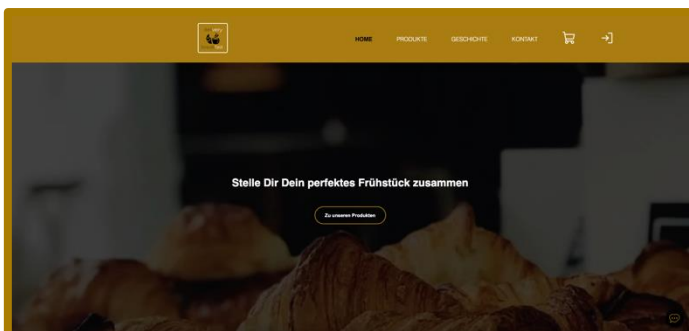 HOME
PRODUKTE
GESCHICHTE
KONTAKT
Stelle Dir Dein perfektes Frühstück zusammen
Zu unseren Produkten